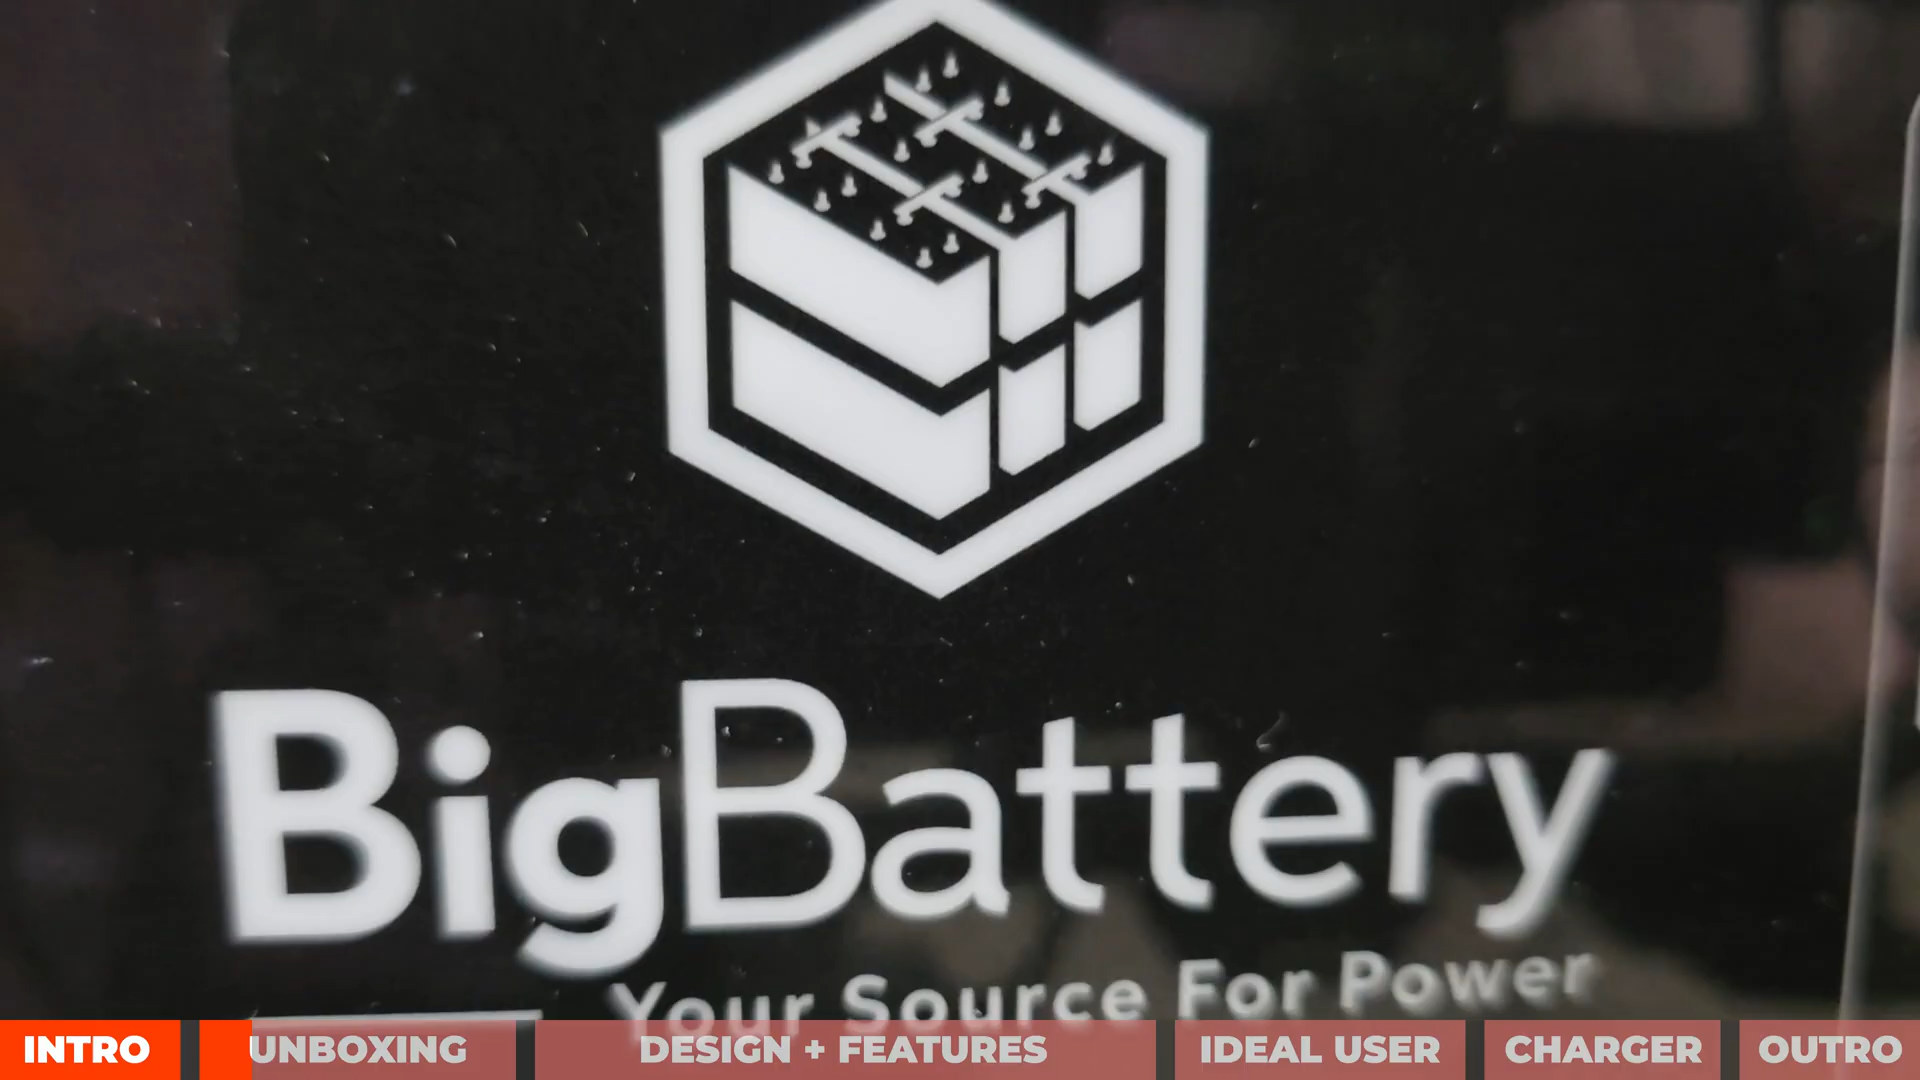 BigBattery
Your Source For Power
INTRO
UNBOXING
DESIGN + FEATURES
IDEAL USER
CHARGER
OUTRO